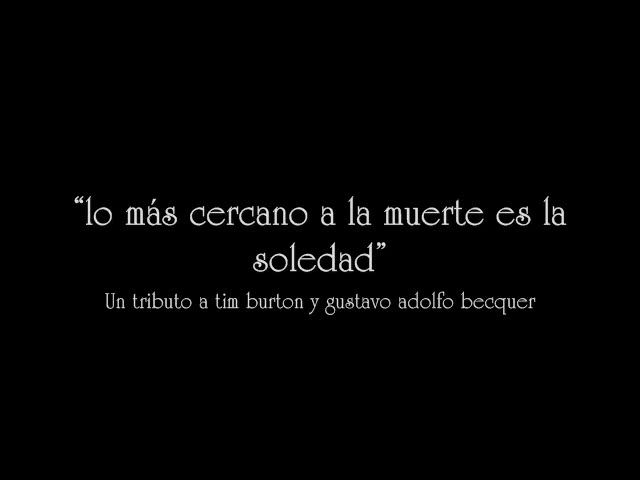 “lo más cercano a la muerte es la
soledad”
Un tributo a tim burton y gustavo adolfo becquer